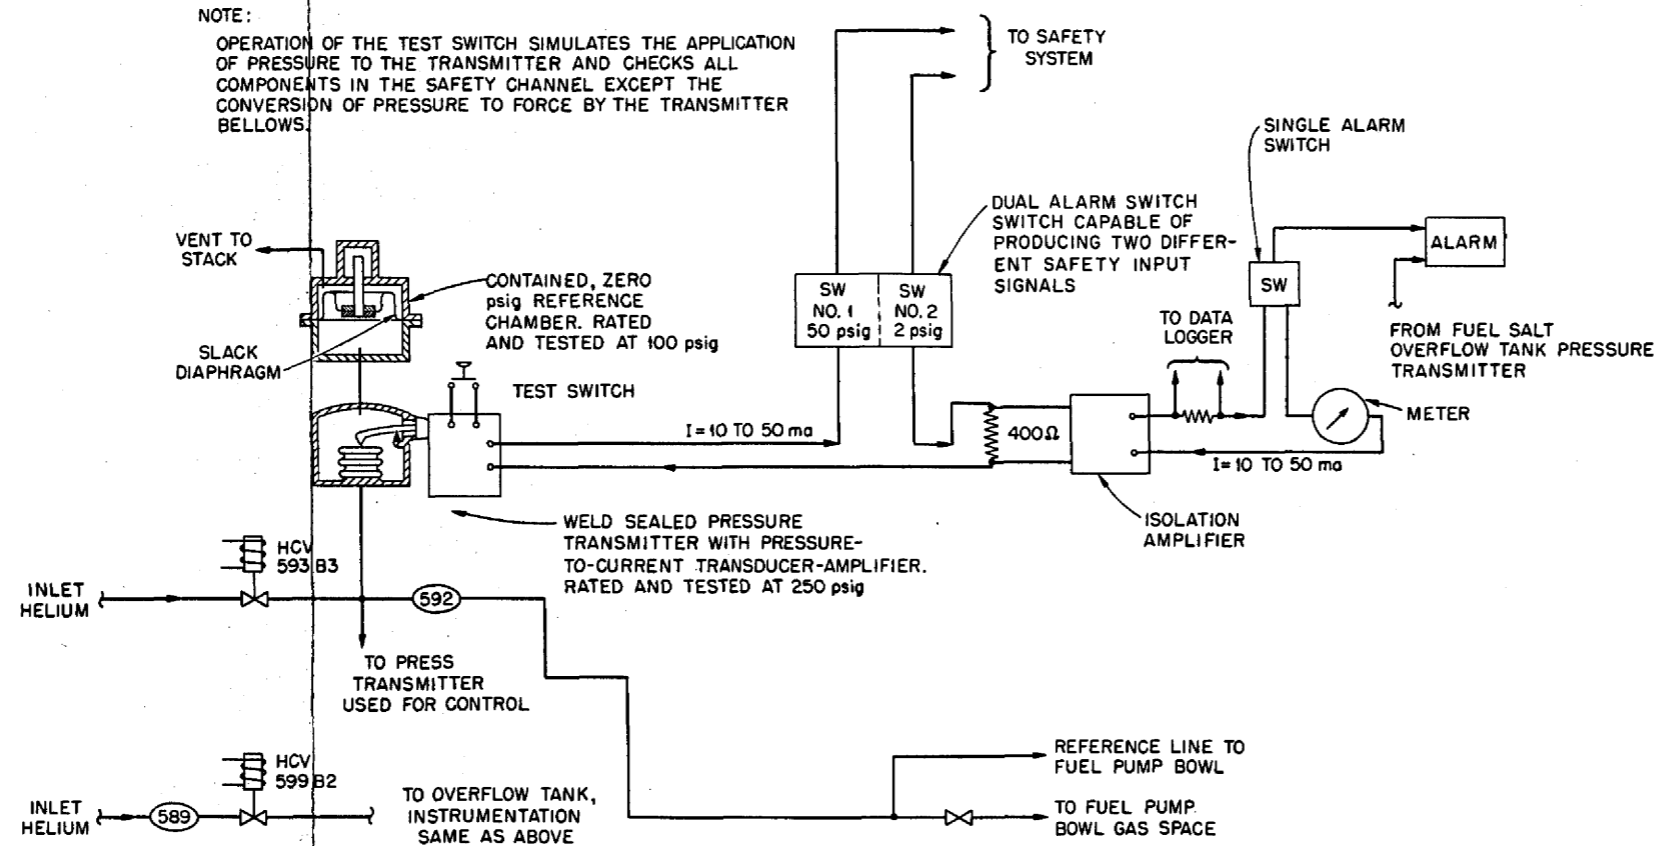 NOTE:
OPERATION OF THE TEST SWITCH SIMULATES THE APPLICATION
OF PRESSURE TO THE TRANSMITTER AND CHECKS ALL
COMPONENTS IN THE SAFETY CHANNEL EXCEPT THE
CONVERSION OF PRESSURE TO FORCE BY THE TRANSMITTER
BELLOWS.
TO SAFETY
SYSTEM
SINGLE ALARM
SWITCH
DUAL ALARM SWITCH
SWITCH CAPABLE OF
PRODUCING TWO DIFFER-
ENT SAFETY INPUT
SIGNALS
VENT TO
STACK
CONTAINED, ZERO
psig REFERENCE
CHAMBER. RATED
AND TESTED AT 100 psig
SLACK
DIAPHRAGM
SW
NO. 1
50 psig
SW
NO. 2
2 psig
SW
ALARM
TO DATA
LOGGER
FROM FUEL SALT
OVERFLOW TANK PRESSURE
TRANSMITTER
TEST SWITCH
METER
I=10 TO 50 ma
400Ω
I=10 TO 50 ma
ISOLATION
AMPLIFIER
WELD SEALED PRESSURE
TRANSMITTER WITH PRESSURE-
TO-CURRENT TRANSDUCER-AMPLIFIER.
RATED AND TESTED AT 250 psig
HCV
593 B3
INLET
HELIUM
592
TO PRESS
TRANSMITTER
USED FOR CONTROL
HCV
599 B2
INLET
HELIUM
589
TO OVERFLOW TANK,
INSTRUMENTATION
SAME AS ABOVE
REFERENCE LINE TO
FUEL PUMP BOWL
TO FUEL PUMP
BOWL GAS SPACE